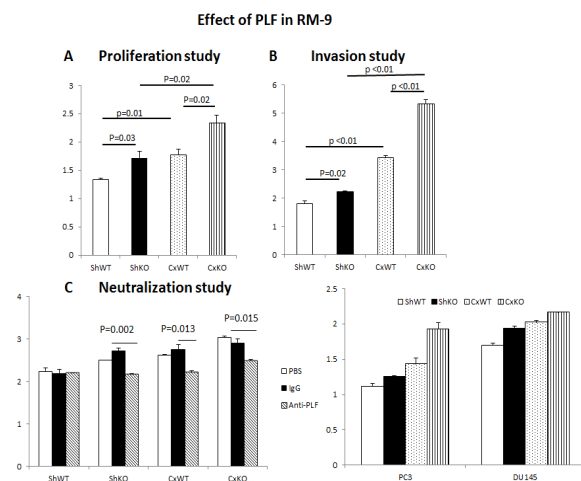 Effect of PLF in RM-9
A Proliferation study
P=0.02
p=0.01
P=0.02
P=0.03
3
2.5
2
1.5
1
0.5
0
ShWT ShKO CxWT CxKO
B Invasion study
p <0.01
p <0.01
p <0.01
P=0.02
6
5
4
3
2
1
0
ShWT ShKO CxWT CxKO
C Neutralization study
P=0.002 P=0.013 P=0.015
4
3
2
1
0
ShWT ShKO CxWT CxKO
PBS
IgG
Anti-PLF
ShWT ShKO CxWT CxKO
2.5
2
1.5
1
0.5
0
PC3 DU 145